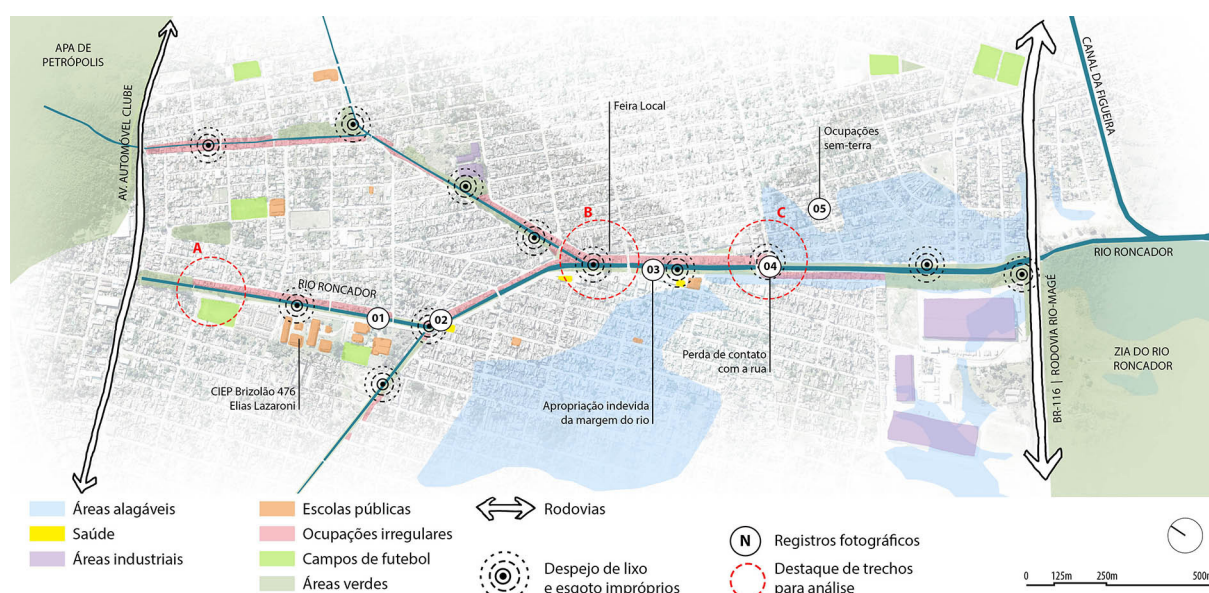 APA DE
PETRÓPOLIS
AV. AUTOMÓVEL CLUBE
A
RIO RONCADOR
01
02
CIEP Brizolão 476
Elias Lazaroni
Feira Local
B
03
Apropriação indevida
da margem do rio
C
04
Perda de contato
com a rua
Ocupações
sem-terra
05
CANAL DA FIGUEIRA
RIO RONCADOR
BR-116 | RODOVIA RIO-MAGÉ
ZIA DO RIO
RONCADOR
Áreas alagáveis
Saúde
Áreas industriais
Escolas públicas
Ocupações irregulares
Campos de futebol
Áreas verdes
Rodovias
Despejo de lixo
e esgoto impróprios
N
Registros fotográficos
Destaque de trechos
para análise
0 125m 250m 500m